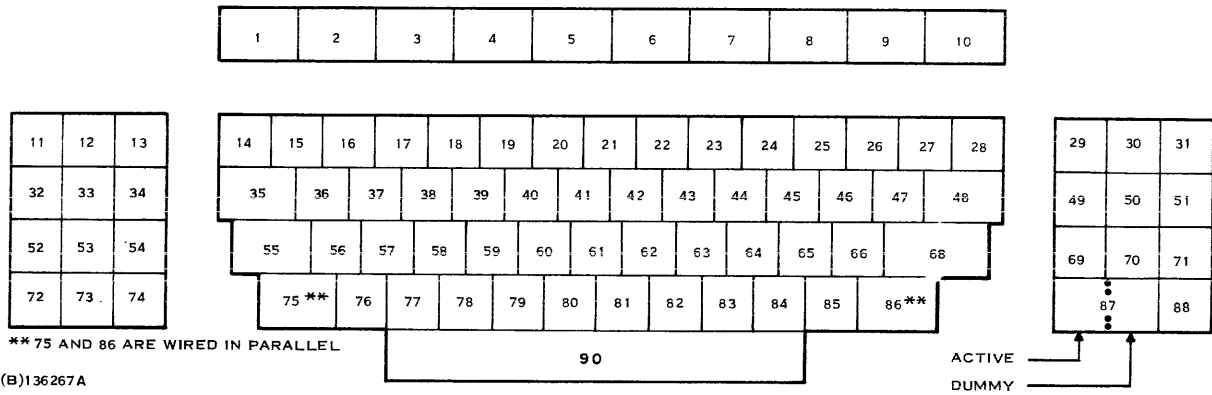 1 2 3 4 5 6 7 8 9 10
11 12 13 14 15 16 17 18 19 20 21 22 23 24 25 26 27 28 29 30 31
32 33 34 35 36 37 38 39 40 41 42 43 44 45 46 47 48 49 50 51
52 53 54 55 56 57 58 59 60 61 62 63 64 65 66 68 69 70 71
72 73 74 75** 76 77 78 79 80 81 82 83 84 85 86** 87 88
** 75 AND 86 ARE WIRED IN PARALLEL
90
ACTIVE
(B)136267A
DUMMY